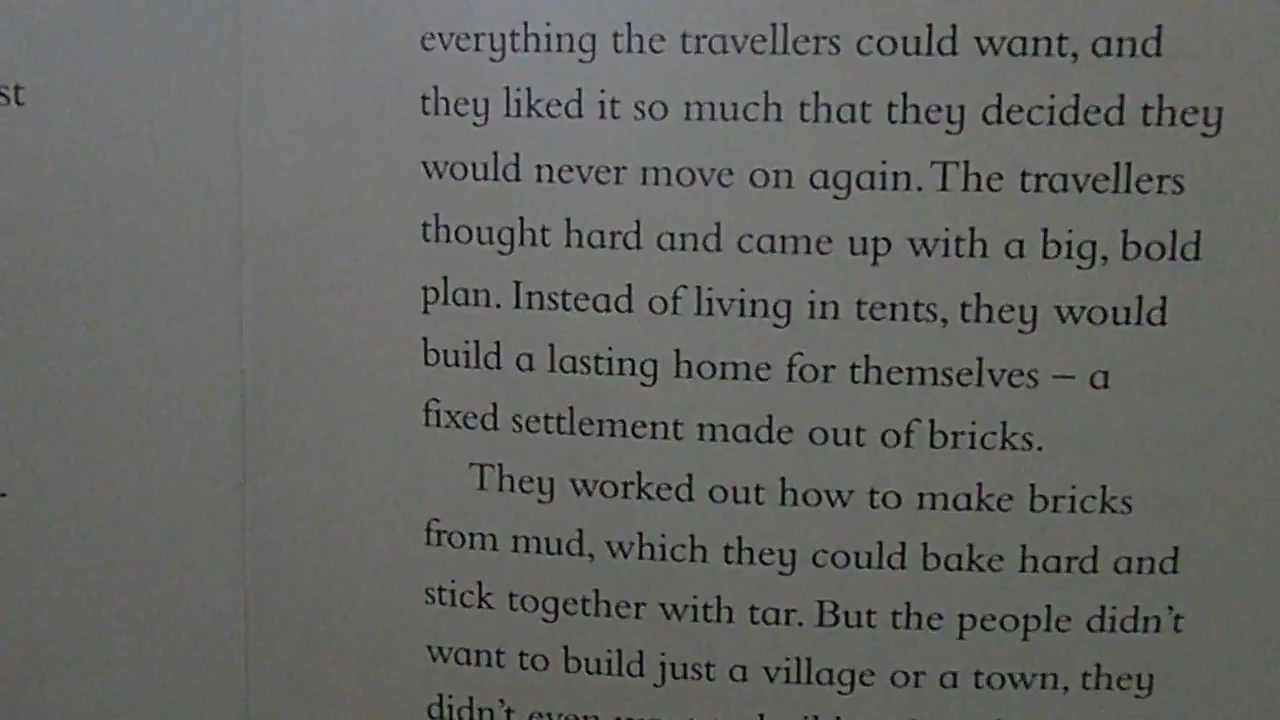 st
everything the travellers could want, and
they liked it so much that they decided they
would never move on again. The travellers
thought hard and came up with a big, bold
plan. Instead of living in tents, they would
build a lasting home for themselves – a
fixed settlement made out of bricks.
They worked out how to make bricks
from mud, which they could bake hard and
stick together with tar. But the people didn't
want to build just a village or a town, they
didn't even